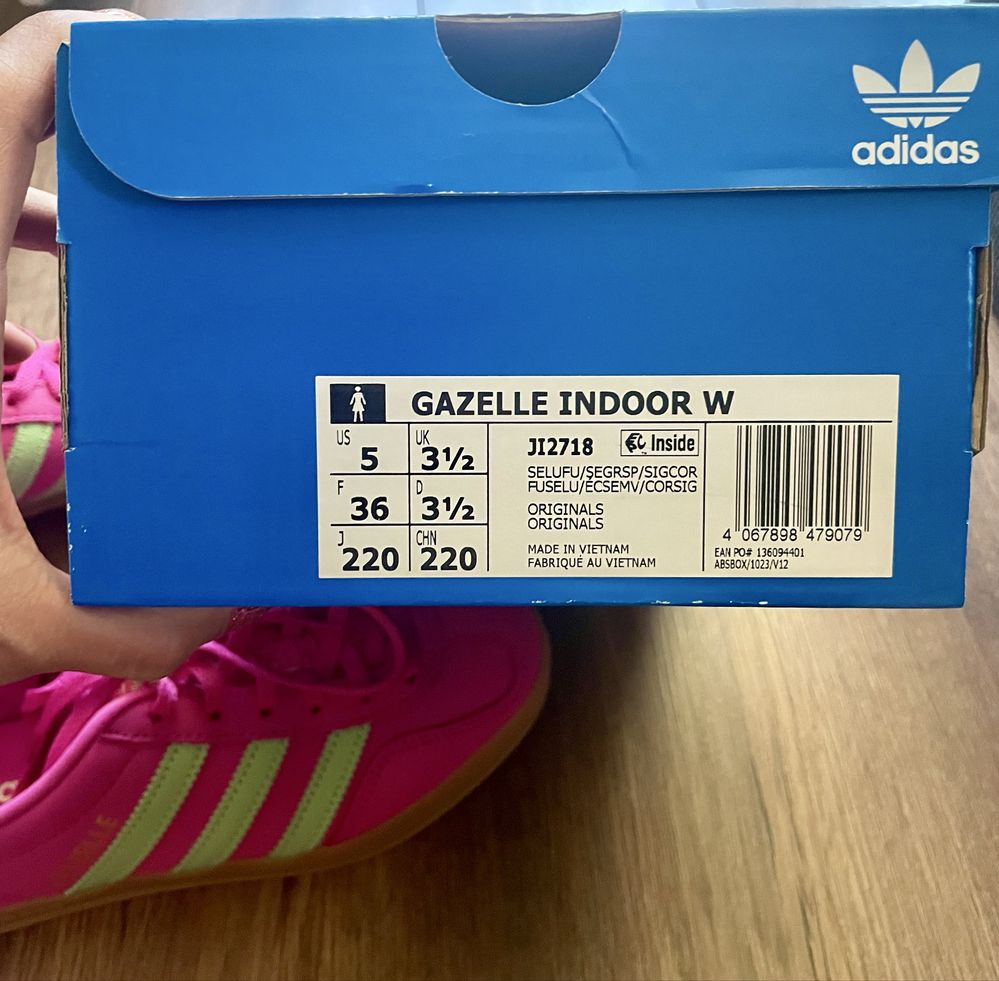 adidas
GAZELLE INDOOR W
US 5 UK 3½
F 36 D 3½
J 220 CHN 220
JI2718 Inside
SELUFU/SEGRSP/SIGCOR
FUSELU/ÉCSEMV/CORSIG
ORIGINALS
ORIGINALS
MADE IN VIETNAM
FABRIQUÉ AU VIETNAM
4 067898 479079
EAN PO# 136094401
ABSBOX/1023/V12